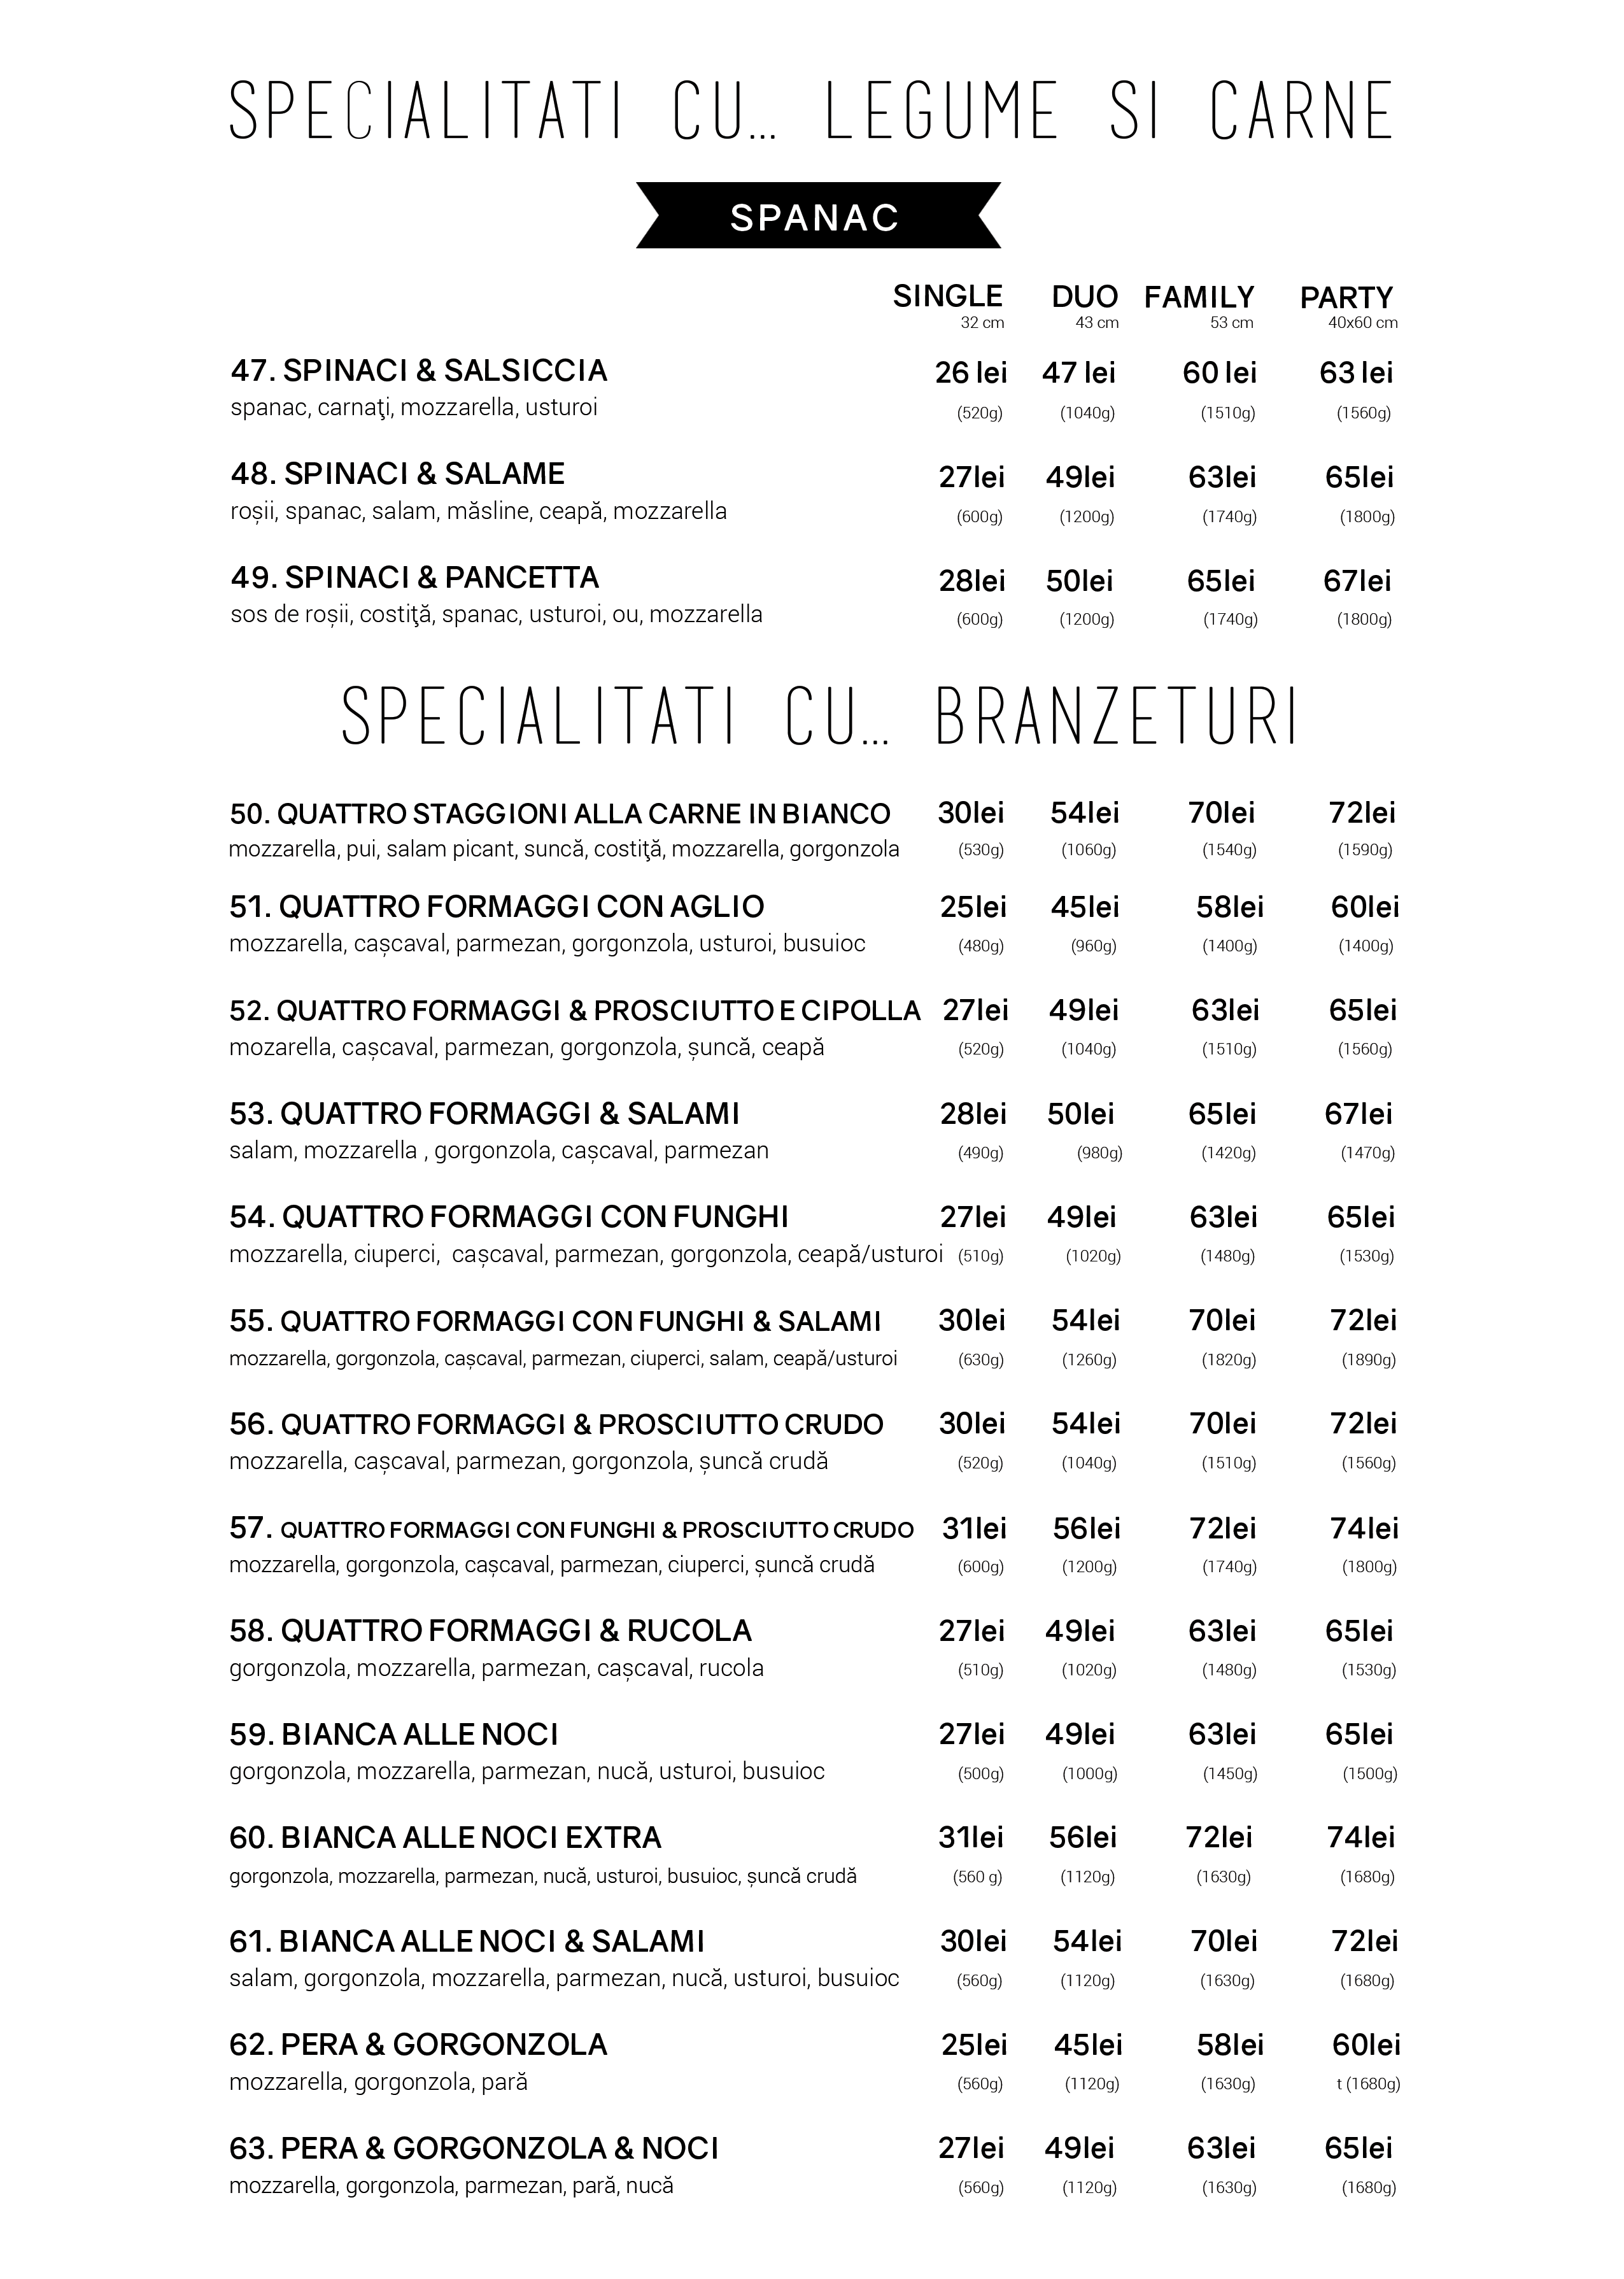 SPECIALITATI CU... LEGUME SI CARNE
SPANAC
SINGLE DUO FAMILY PARTY
32 cm 43 cm 53 cm 40x60 cm
47. SPINACI & SALSICCIA 26 lei 47 lei 60 lei 63 lei
spanac, carnaţi, mozzarella, usturoi (520g) (1040g) (1510g) (1560g)
48. SPINACI & SALAME 27lei 49lei 63lei 65lei
roșii, spanac, salam, măsline, ceapă, mozzarella (600g) (1200g) (1740g) (1800g)
49. SPINACI & PANCETTA 28lei 50lei 65lei 67lei
sos de roșii, costiţă, spanac, usturoi, ou, mozzarella (600g) (1200g) (1740g) (1800g)
SPECIALITATI CU... BRANZETURI
50. QUATTRO STAGGIONI ALLA CARNE IN BIANCO 30lei 54lei 70lei 72lei
mozzarella, pui, salam picant, suncă, costiţă, mozzarella, gorgonzola (530g) (1060g) (1540g) (1590g)
51. QUATTRO FORMAGGI CON AGLIO 25lei 45lei 58lei 60lei
mozzarella, cașcaval, parmezan, gorgonzola, usturoi, busuioc (480g) (960g) (1400g) (1400g)
52. QUATTRO FORMAGGI & PROSCIUTTO E CIPOLLA 27lei 49lei 63lei 65lei
mozarella, cașcaval, parmezan, gorgonzola, șuncă, ceapă (520g) (1040g) (1510g) (1560g)
53. QUATTRO FORMAGGI & SALAMI 28lei 50lei 65lei 67lei
salam, mozzarella , gorgonzola, cașcaval, parmezan (490g) (980g) (1420g) (1470g)
54. QUATTRO FORMAGGI CON FUNGHI 27lei 49lei 63lei 65lei
mozzarella, ciuperci,  cașcaval, parmezan, gorgonzola, ceapă/usturoi (510g) (1020g) (1480g) (1530g)
55. QUATTRO FORMAGGI CON FUNGHI & SALAMI 30lei 54lei 70lei 72lei
mozzarella, gorgonzola, cașcaval, parmezan, ciuperci, salam, ceapă/usturoi (630g) (1260g) (1820g) (1890g)
56. QUATTRO FORMAGGI & PROSCIUTTO CRUDO 30lei 54lei 70lei 72lei
mozzarella, cașcaval, parmezan, gorgonzola, șuncă crudă (520g) (1040g) (1510g) (1560g)
57. QUATTRO FORMAGGI CON FUNGHI & PROSCIUTTO CRUDO 31lei 56lei 72lei 74lei
mozzarella, gorgonzola, cașcaval, parmezan, ciuperci, șuncă crudă (600g) (1200g) (1740g) (1800g)
58. QUATTRO FORMAGGI & RUCOLA 27lei 49lei 63lei 65lei
gorgonzola, mozzarella, parmezan, cașcaval, rucola (510g) (1020g) (1480g) (1530g)
59. BIANCA ALLE NOCI 27lei 49lei 63lei 65lei
gorgonzola, mozzarella, parmezan, nucă, usturoi, busuioc (500g) (1000g) (1450g) (1500g)
60. BIANCA ALLE NOCI EXTRA 31lei 56lei 72lei 74lei
gorgonzola, mozzarella, parmezan, nucă, usturoi, busuioc, șuncă crudă (560 g) (1120g) (1630g) (1680g)
61. BIANCA ALLE NOCI & SALAMI 30lei 54lei 70lei 72lei
salam, gorgonzola, mozzarella, parmezan, nucă, usturoi, busuioc (560g) (1120g) (1630g) (1680g)
62. PERA & GORGONZOLA 25lei 45lei 58lei 60lei
mozzarella, gorgonzola, pară (560g) (1120g) (1630g) t (1680g)
63. PERA & GORGONZOLA & NOCI 27lei 49lei 63lei 65lei
mozzarella, gorgonzola, parmezan, pară, nucă (560g) (1120g) (1630g) (1680g)